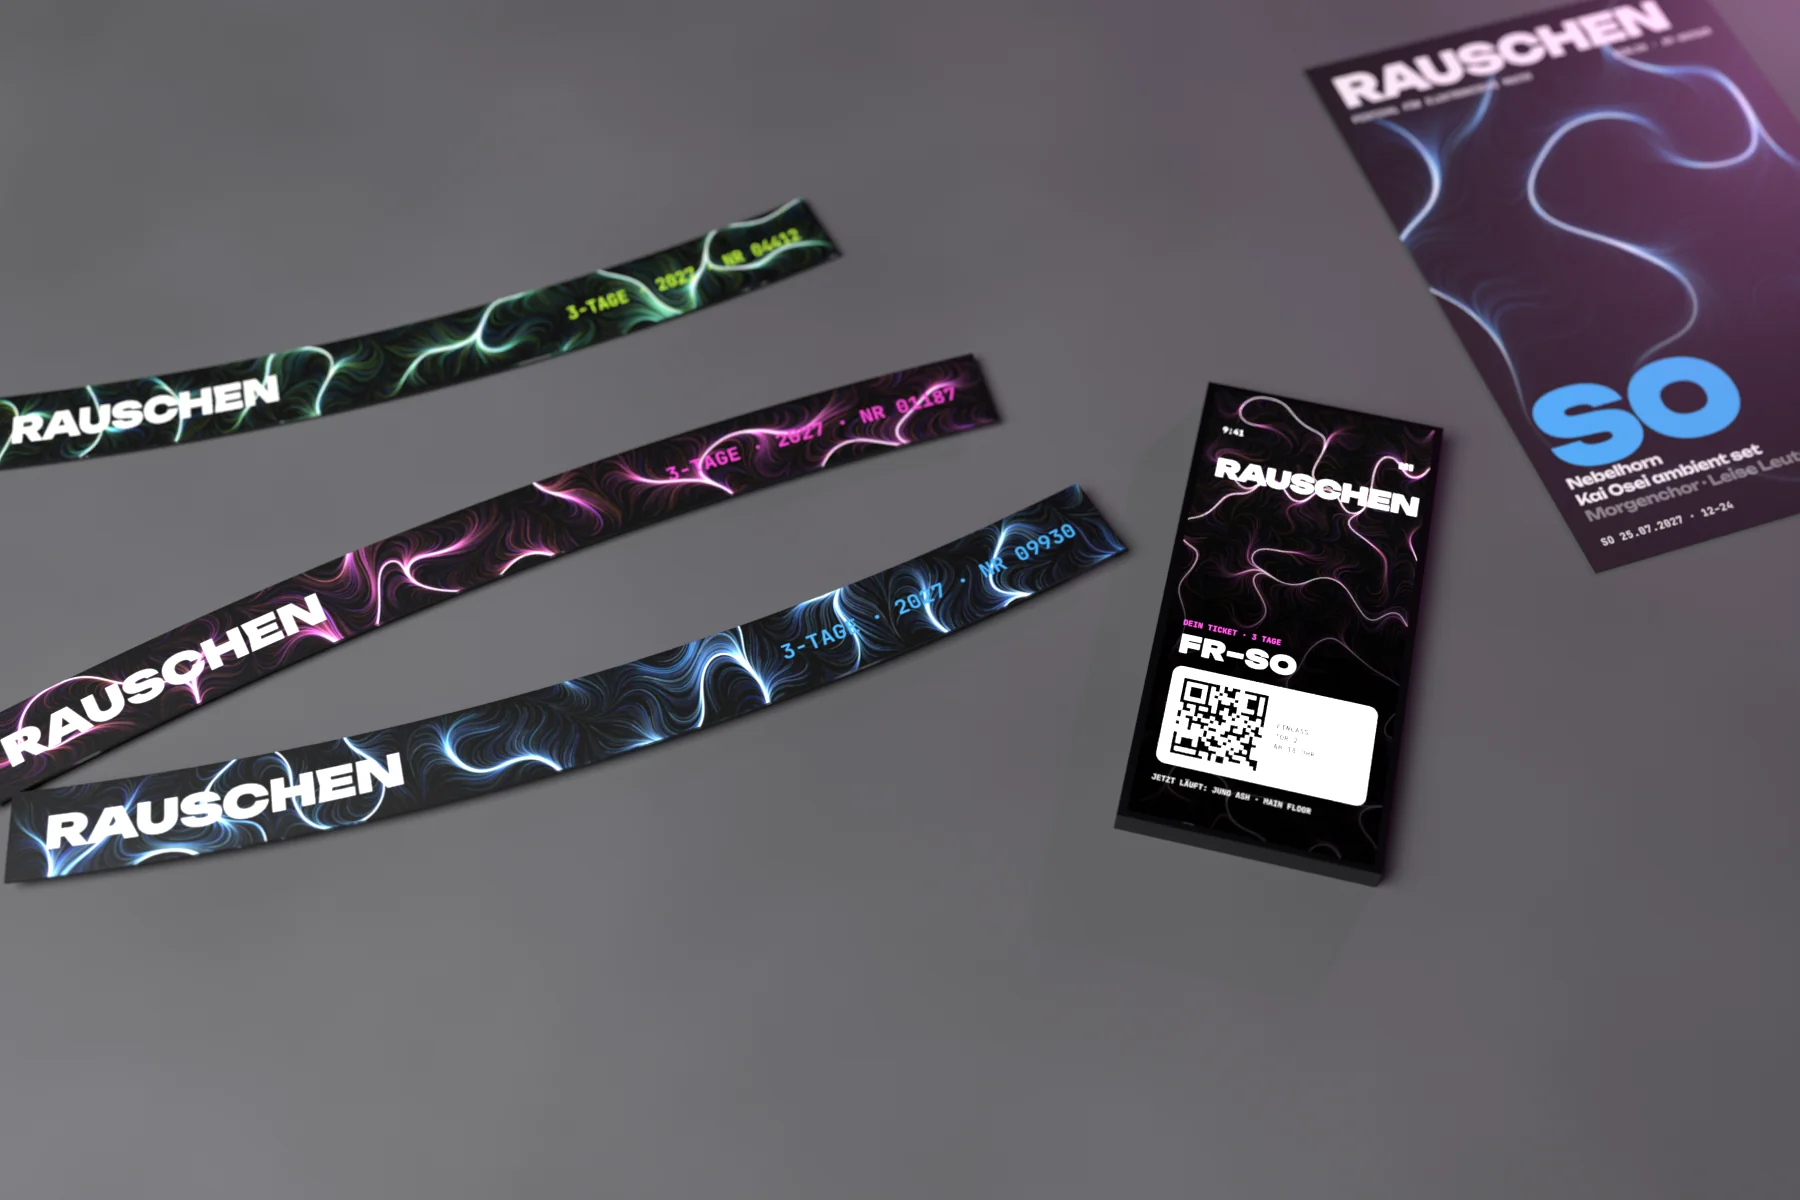 RAUSCHEN
3-TAGE · 2027 · NR 04412
RAUSCHEN
3-TAGE · 2027 · NR 01187
RAUSCHEN
3-TAGE · 2027 · NR 09930
9:41
RAUSCHEN
DEIN TICKET · 3 TAGE
FR–SO
EINLASS
JETZT LÄUFT: JUNO ASH · MAIN FLOOR
RAUSCHEN
SO
Nebelhorn
Kai Osei ambient set
Morgenchor · Leise Leut
SO 25.07.2027 · 12–24